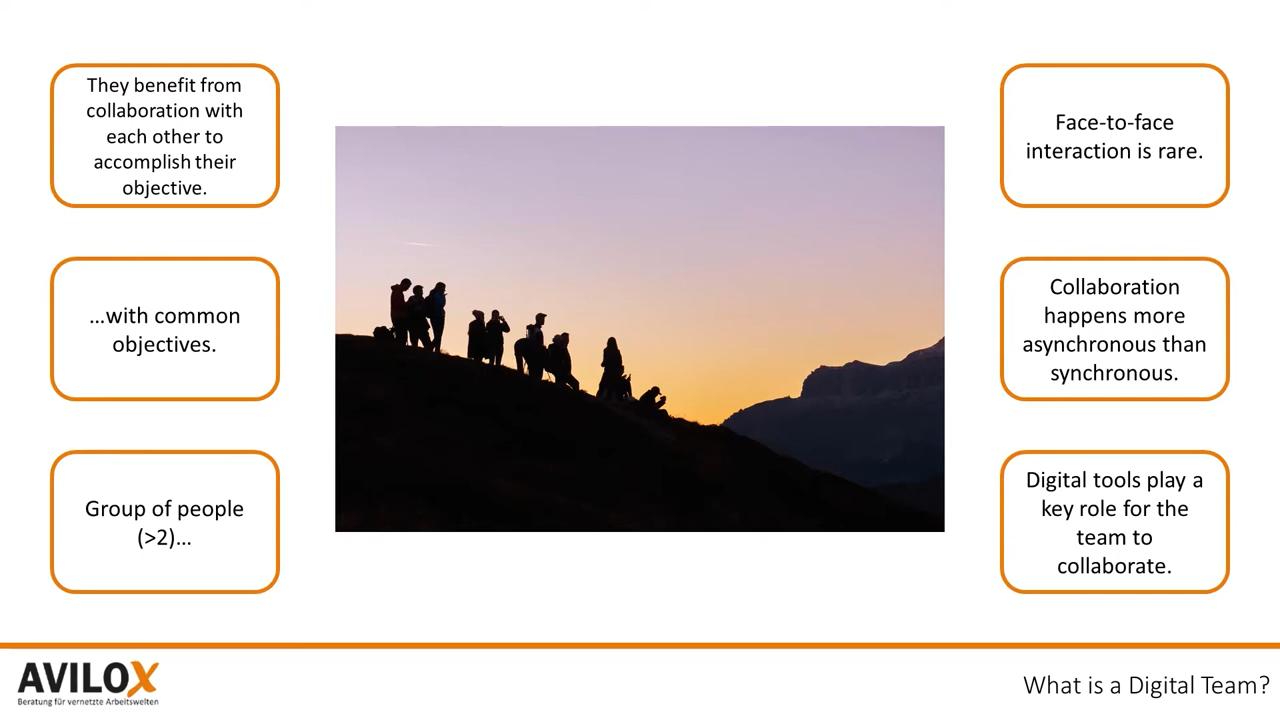 They benefit from
collaboration with
each other to
accomplish their
objective.
...with common
objectives.
Group of people
(>2)...
Face-to-face
interaction is rare.
Collaboration
happens more
asynchronous than
synchronous.
Digital tools play a
key role for the
team to
collaborate.
AVILOX
Beratung für vernetzte Arbeitswelten
What is a Digital Team?